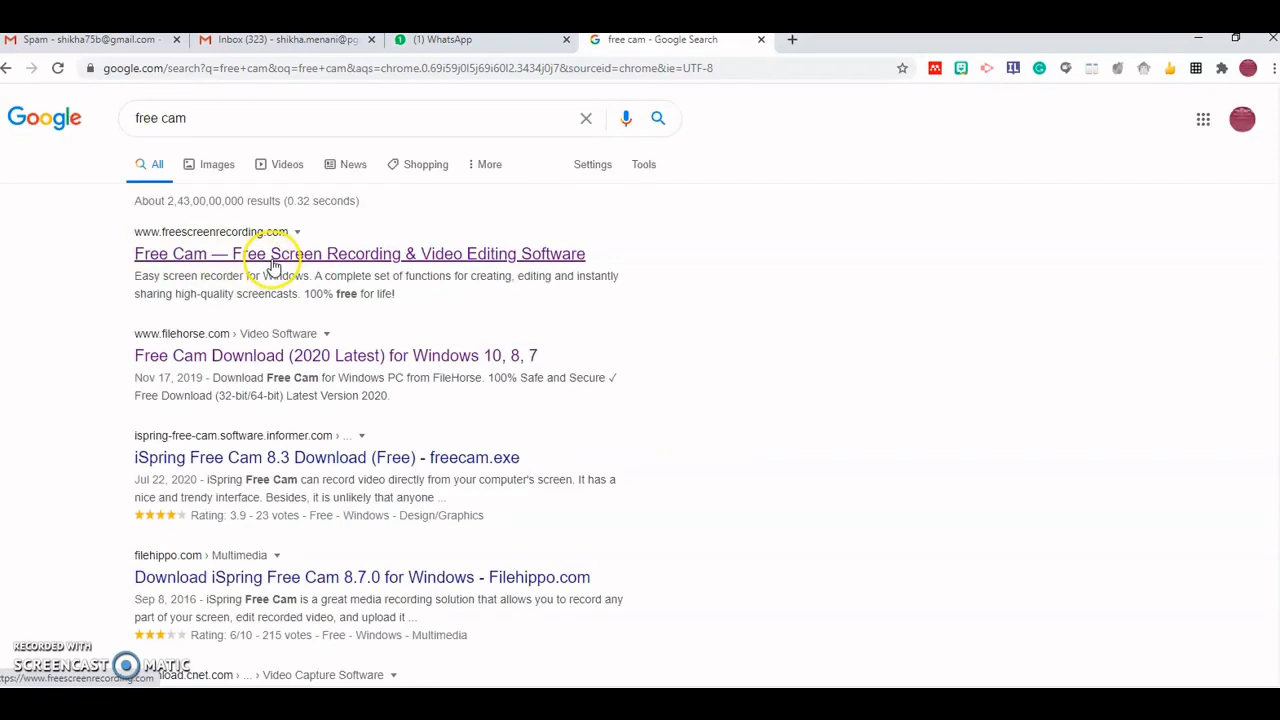 Spam - shikha75b@gmail.com -
Inbox (323) - shikha.menani@pg
(1) WhatsApp
free cam - Google Search
google.com/search?q=free+cam&oq=free+cam&aqs=chrome.0.69i59j0l5j69i60l2.3434j0j7&sourceid=chrome&ie=UTF-8
Google
free cam
All Images Videos News Shopping More Settings Tools
About 2,43,00,00,000 results (0.32 seconds)
www.freescreenrecording.com
Free Cam — Free Screen Recording & Video Editing Software
Easy screen recorder for Windows. A complete set of functions for creating, editing and instantly
sharing high-quality screencasts. 100% free for life!
www.filehorse.com › Video Software
Free Cam Download (2020 Latest) for Windows 10, 8, 7
Nov 17, 2019 - Download Free Cam for Windows PC from FileHorse. 100% Safe and Secure ✓
Free Download (32-bit/64-bit) Latest Version 2020.
ispring-free-cam.software.informer.com › ...
iSpring Free Cam 8.3 Download (Free) - freecam.exe
Jul 22, 2020 - iSpring Free Cam can record video directly from your computer's screen. It has a
nice and trendy interface. Besides, it is unlikely that anyone ...
Rating: 3.9 - 23 votes - Free - Windows - Design/Graphics
filehippo.com › Multimedia
Download iSpring Free Cam 8.7.0 for Windows - Filehippo.com
Sep 8, 2016 - iSpring Free Cam is a great media recording solution that allows you to record any
part of your screen, edit recorded video, and upload it ...
Rating: 6/10 - 215 votes - Free - Windows - Multimedia
RECORDED WITH
SCREENCAST MATIC
load.cnet.com › ... › Video Capture Software
ttps://www.freescreenrecording.com